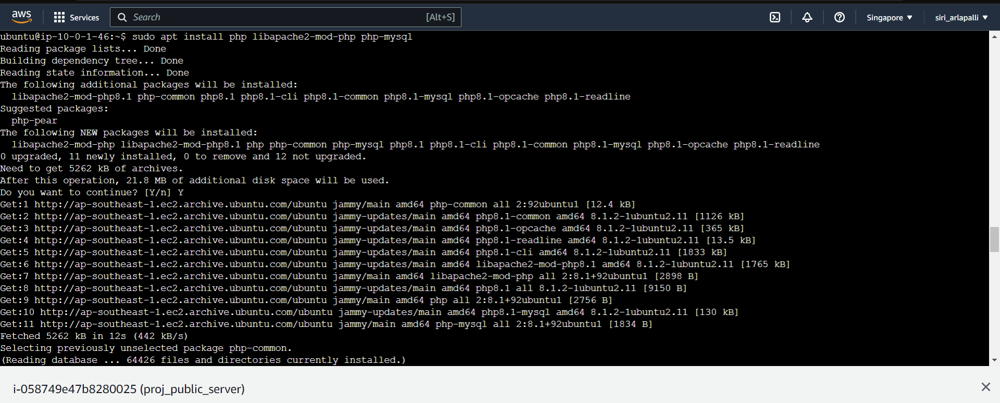 aws Services Search [Alt+S] Singapore ▼ siri_arlapalli ▼
ubuntu@ip-10-0-1-46:~$ sudo apt install php libapache2-mod-php php-mysql
Reading package lists... Done
Building dependency tree... Done
Reading state information... Done
The following additional packages will be installed:
  libapache2-mod-php8.1 php-common php8.1 php8.1-cli php8.1-common php8.1-mysql php8.1-opcache php8.1-readline
Suggested packages:
  php-pear
The following NEW packages will be installed:
  libapache2-mod-php libapache2-mod-php8.1 php php-common php-mysql php8.1 php8.1-cli php8.1-common php8.1-mysql php8.1-opcache php8.1-readline
0 upgraded, 11 newly installed, 0 to remove and 12 not upgraded.
Need to get 5262 kB of archives.
After this operation, 21.8 MB of additional disk space will be used.
Do you want to continue? [Y/n] Y
Get:1 http://ap-southeast-1.ec2.archive.ubuntu.com/ubuntu jammy/main amd64 php-common all 2:92ubuntu1 [12.4 kB]
Get:2 http://ap-southeast-1.ec2.archive.ubuntu.com/ubuntu jammy-updates/main amd64 php8.1-common amd64 8.1.2-1ubuntu2.11 [1126 kB]
Get:3 http://ap-southeast-1.ec2.archive.ubuntu.com/ubuntu jammy-updates/main amd64 php8.1-opcache amd64 8.1.2-1ubuntu2.11 [365 kB]
Get:4 http://ap-southeast-1.ec2.archive.ubuntu.com/ubuntu jammy-updates/main amd64 php8.1-readline amd64 8.1.2-1ubuntu2.11 [13.5 kB]
Get:5 http://ap-southeast-1.ec2.archive.ubuntu.com/ubuntu jammy-updates/main amd64 php8.1-cli amd64 8.1.2-1ubuntu2.11 [1833 kB]
Get:6 http://ap-southeast-1.ec2.archive.ubuntu.com/ubuntu jammy-updates/main amd64 libapache2-mod-php8.1 amd64 8.1.2-1ubuntu2.11 [1765 kB]
Get:7 http://ap-southeast-1.ec2.archive.ubuntu.com/ubuntu jammy/main amd64 libapache2-mod-php all 2:8.1+92ubuntu1 [2898 B]
Get:8 http://ap-southeast-1.ec2.archive.ubuntu.com/ubuntu jammy-updates/main amd64 php8.1 all 8.1.2-1ubuntu2.11 [9150 B]
Get:9 http://ap-southeast-1.ec2.archive.ubuntu.com/ubuntu jammy/main amd64 php all 2:8.1+92ubuntu1 [2756 B]
Get:10 http://ap-southeast-1.ec2.archive.ubuntu.com/ubuntu jammy-updates/main amd64 php8.1-mysql amd64 8.1.2-1ubuntu2.11 [130 kB]
Get:11 http://ap-southeast-1.ec2.archive.ubuntu.com/ubuntu jammy/main amd64 php-mysql all 2:8.1+92ubuntu1 [1834 B]
Fetched 5262 kB in 12s (442 kB/s)
Selecting previously unselected package php-common.
(Reading database ... 64426 files and directories currently installed.)
i-058749e47b8280025 (proj_public_server)